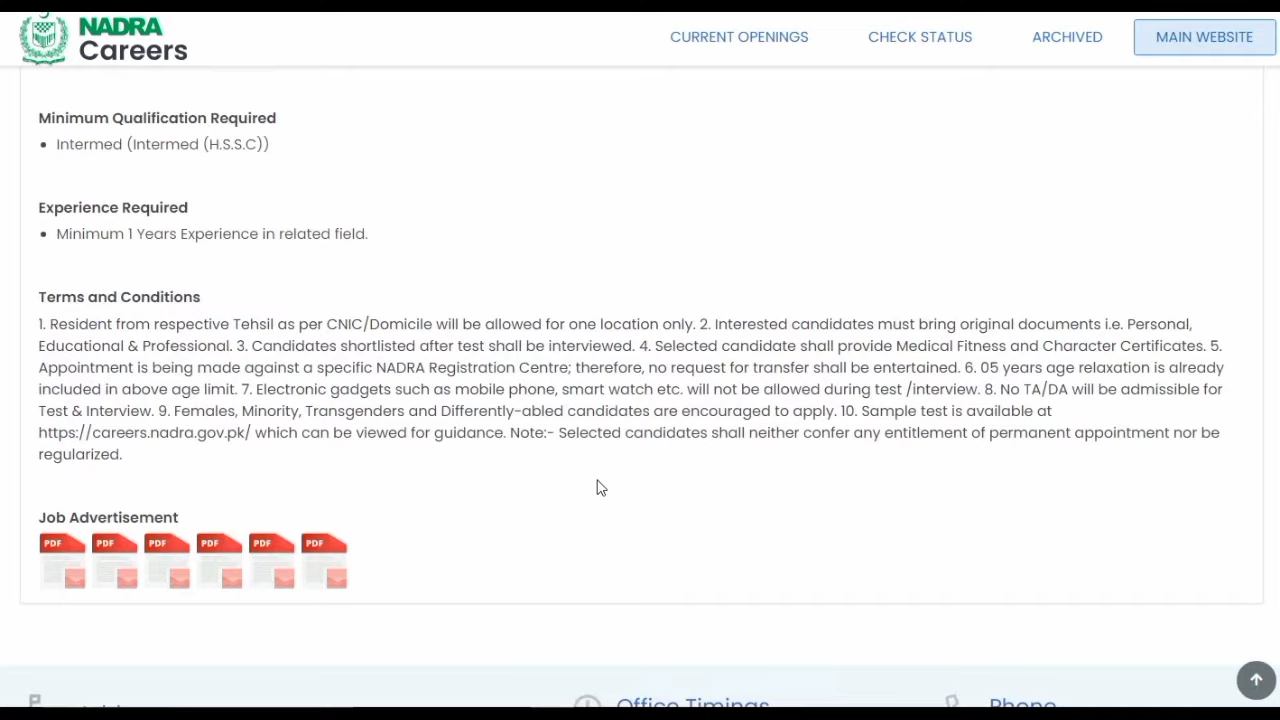 NADRA
Careers
CURRENT OPENINGS
CHECK STATUS
ARCHIVED
MAIN WEBSITE
Minimum Qualification Required
• Intermed (Intermed (H.S.S.C))
Experience Required
• Minimum 1 Years Experience in related field.
Terms and Conditions
1. Resident from respective Tehsil as per CNIC/Domicile will be allowed for one location only. 2. Interested candidates must bring original documents i.e. Personal,
Educational & Professional. 3. Candidates shortlisted after test shall be interviewed. 4. Selected candidate shall provide Medical Fitness and Character Certificates. 5.
Appointment is being made against a specific NADRA Registration Centre; therefore, no request for transfer shall be entertained. 6. 05 years age relaxation is already
included in above age limit. 7. Electronic gadgets such as mobile phone, smart watch etc. will not be allowed during test /interview. 8. No TA/DA will be admissible for
Test & Interview. 9. Females, Minority, Transgenders and Differently-abled candidates are encouraged to apply. 10. Sample test is available at
https://careers.nadra.gov.pk/ which can be viewed for guidance. Note:- Selected candidates shall neither confer any entitlement of permanent appointment nor be
regularized.
Job Advertisement
PDF PDF PDF PDF PDF PDF
Office Timings
Phone